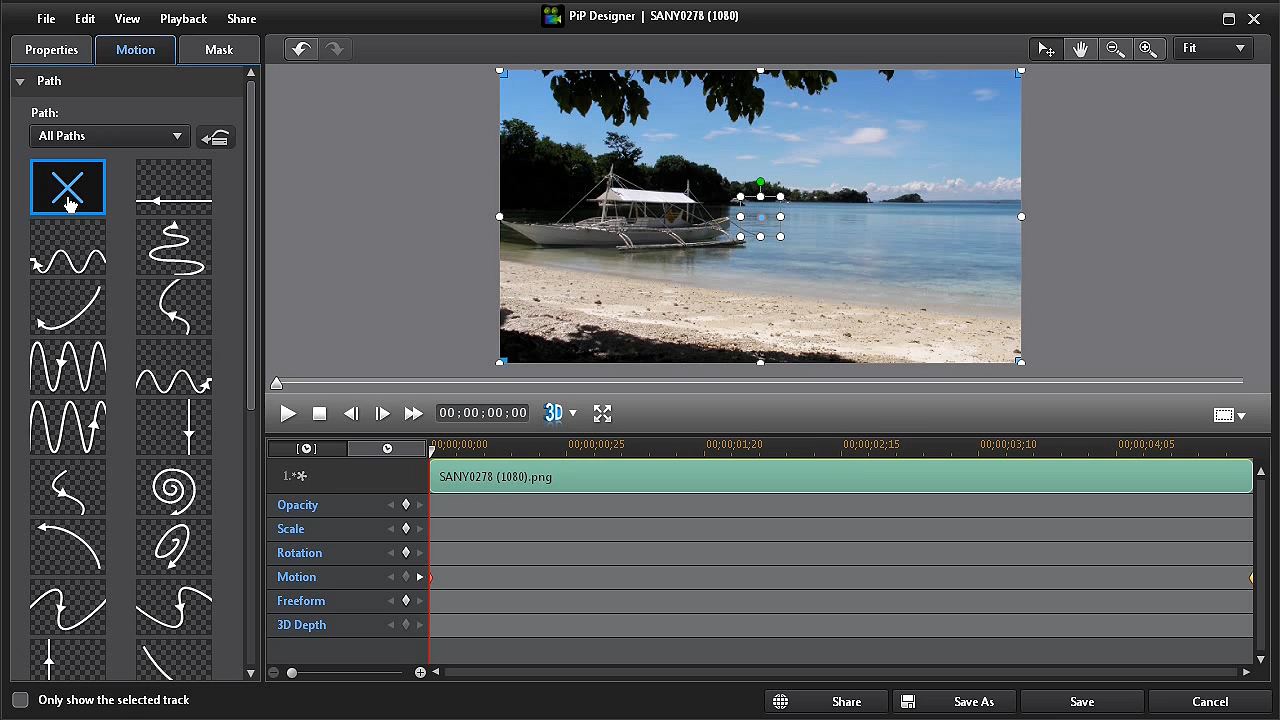 File Edit View Playback Share
PiP Designer | SANY0278 (1080)
Properties Motion Mask
Fit
Path
Path:
All Paths
00;00;00;00 3D
00;00;00;00 00;00;00;25 00;00;01;20 00;00;02;15 00;00;03;10 00;00;04;05
1.
SANY0278 (1080).png
Opacity
Scale
Rotation
Motion
Freeform
3D Depth
Only show the selected track
Share Save As Save Cancel